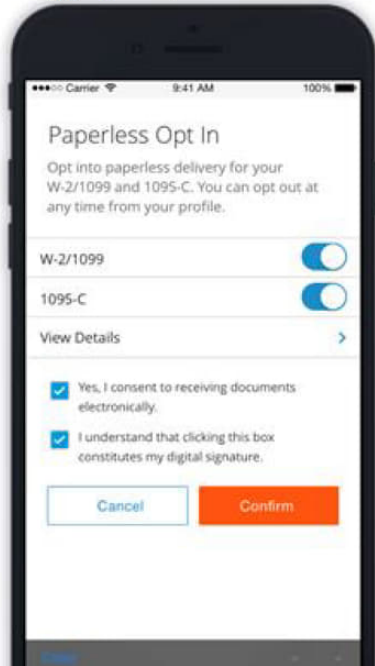 Carrier 9:41 AM 100%
Paperless Opt In
Opt into paperless delivery for your
W-2/1099 and 1095-C. You can opt out at
any time from your profile.
W-2/1099
1095-C
View Details
Yes, I consent to receiving documents
electronically.
I understand that clicking this box
constitutes my digital signature.
Cancel Confirm